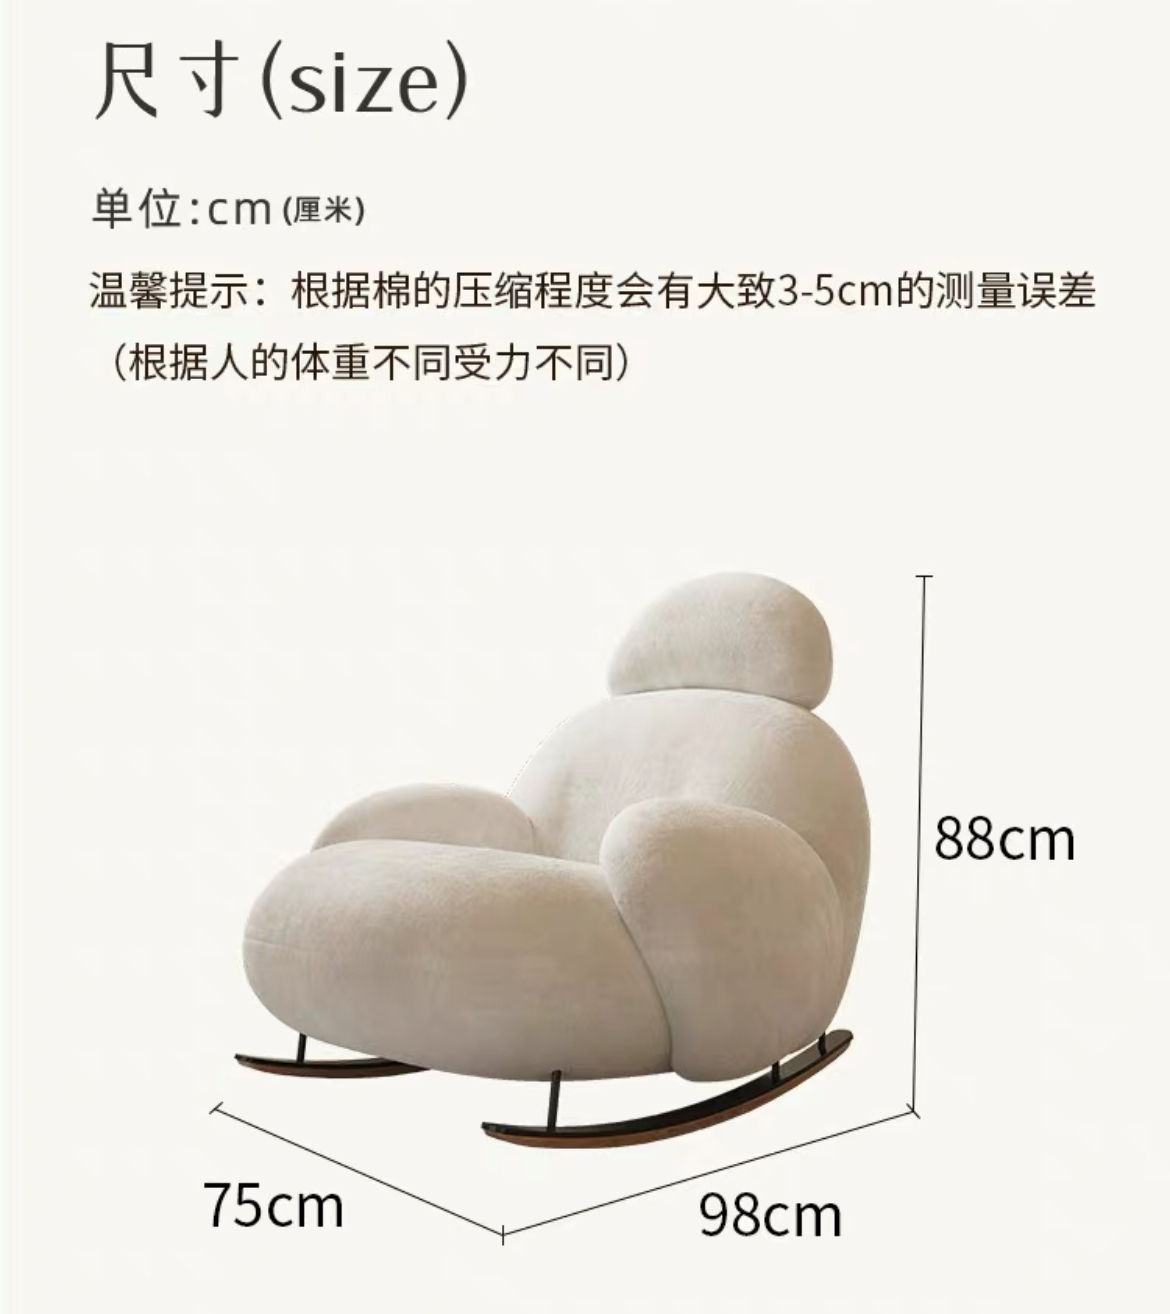 尺寸(size)
单位:cm(厘米)
温馨提示：根据棉的压缩程度会有大致3-5cm的测量误差
（根据人的体重不同受力不同）
88cm
75cm
98cm